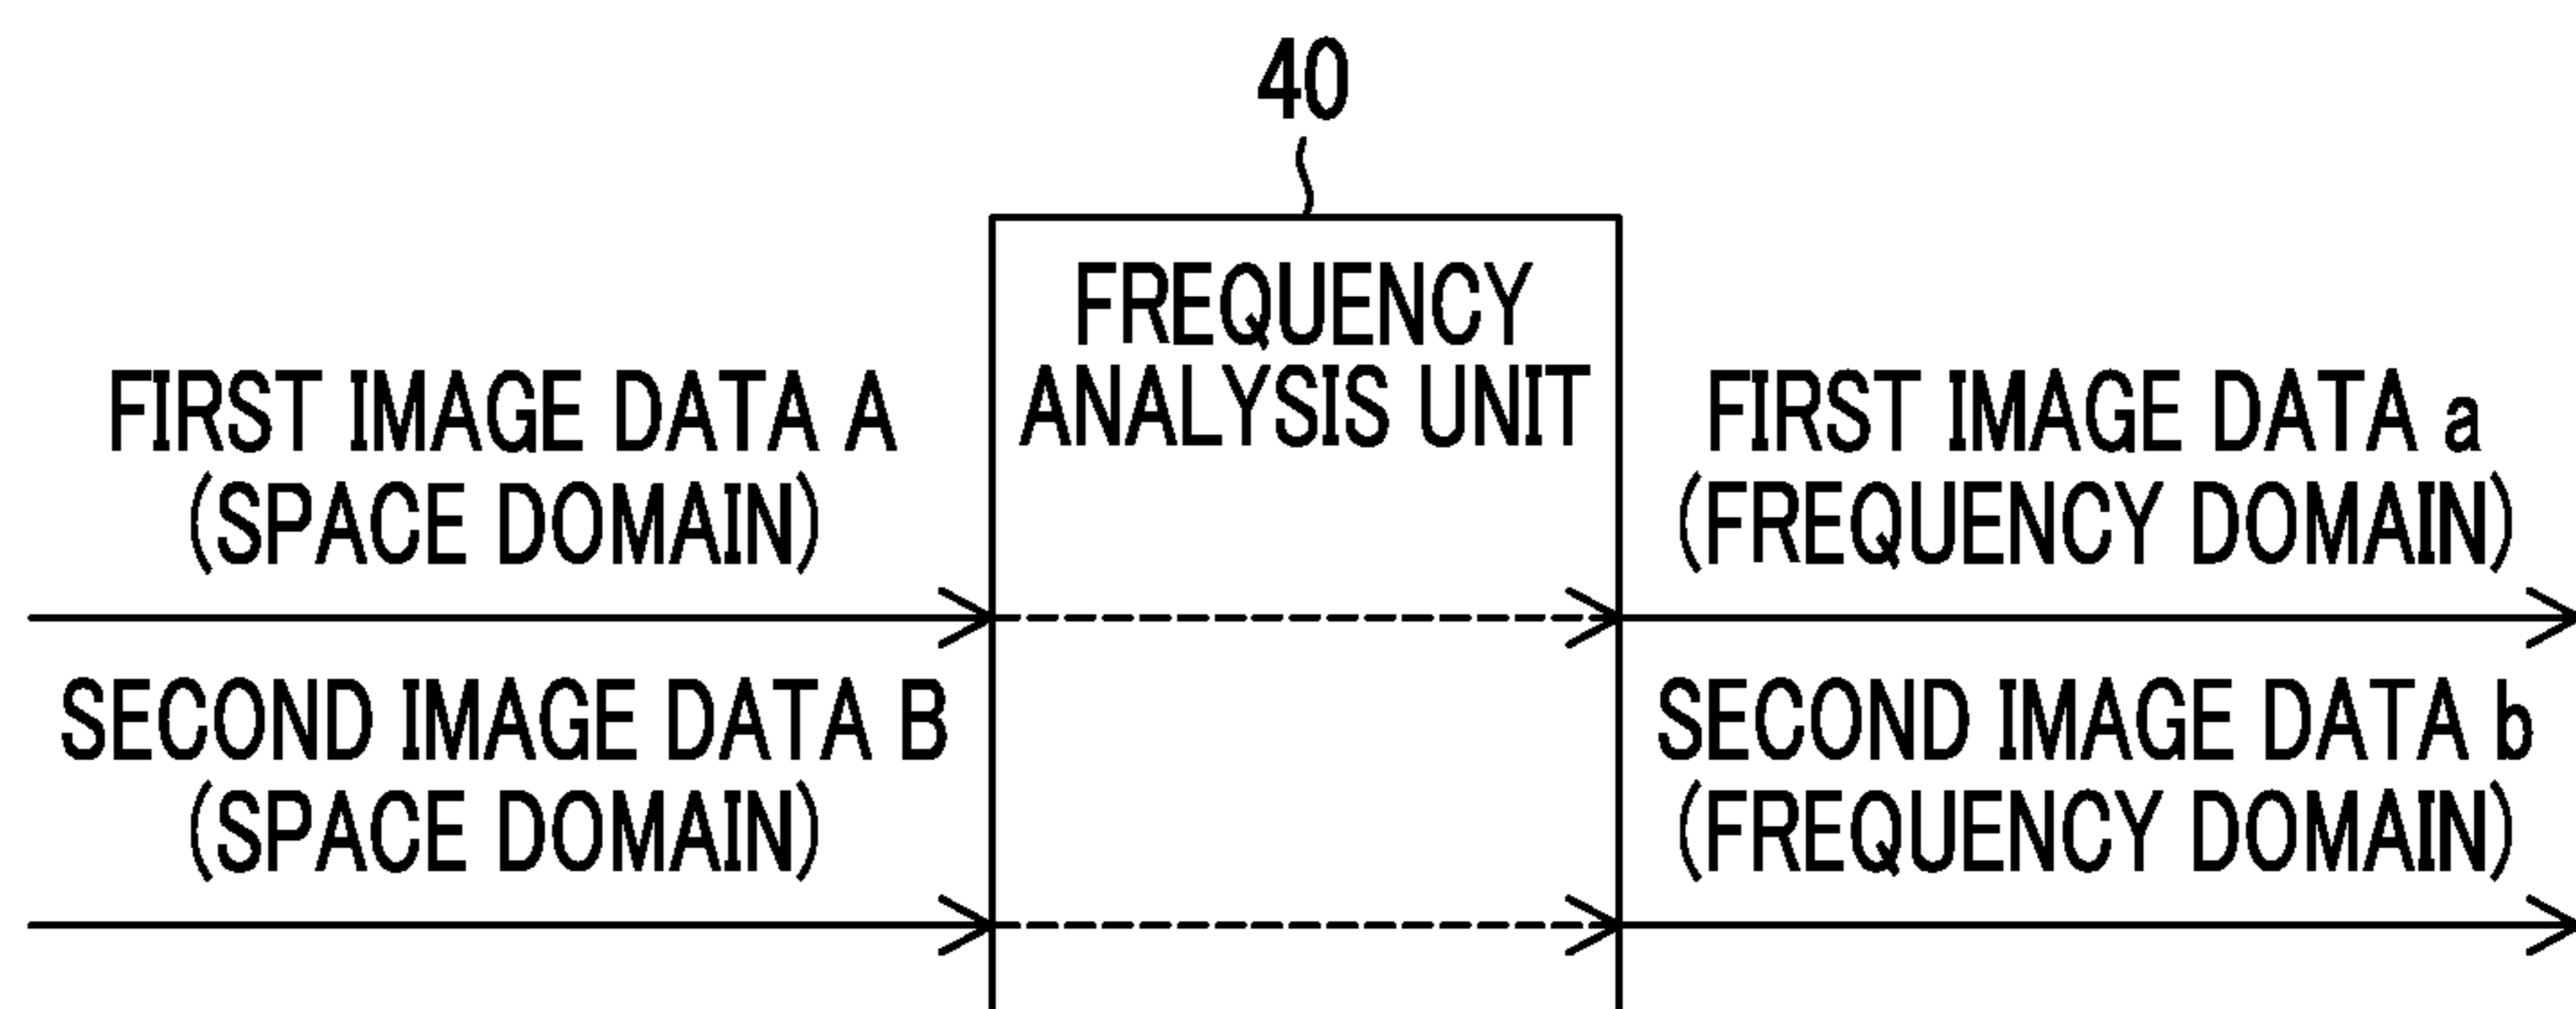 40
FREQUENCY
ANALYSIS UNIT
FIRST IMAGE DATA A
(SPACE DOMAIN)
FIRST IMAGE DATA a
(FREQUENCY DOMAIN)
SECOND IMAGE DATA B
(SPACE DOMAIN)
SECOND IMAGE DATA b
(FREQUENCY DOMAIN)